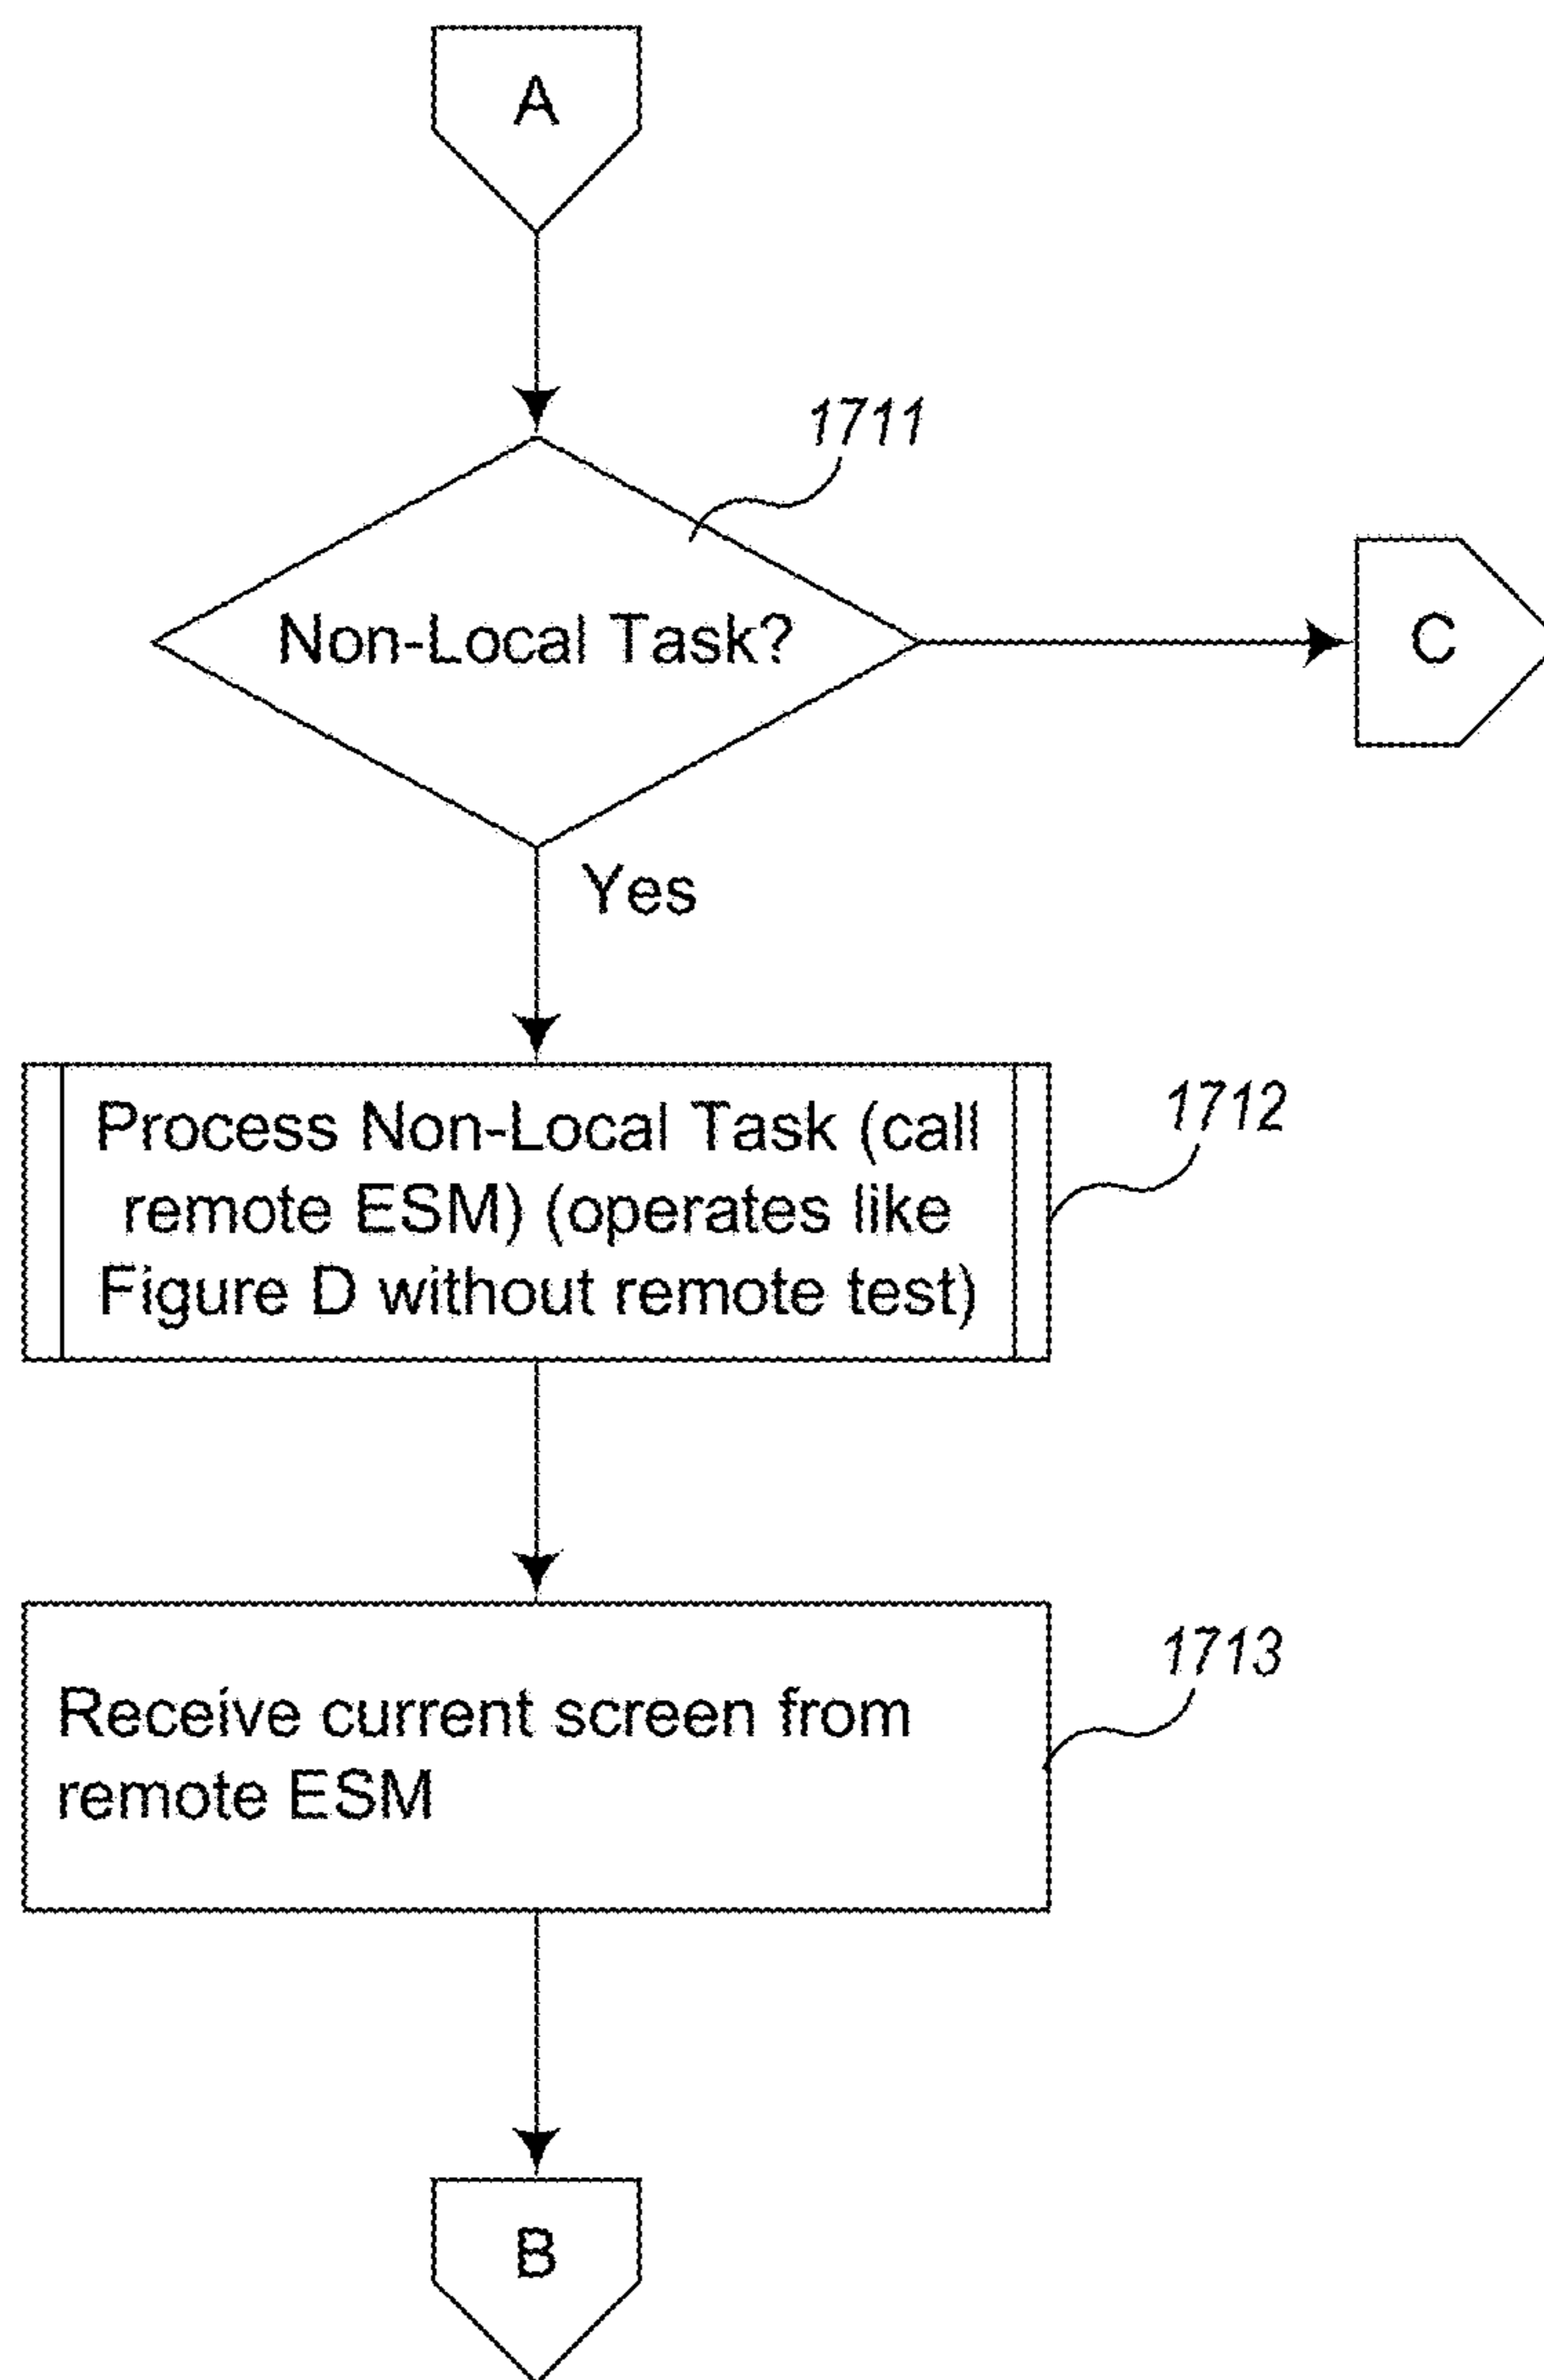 A
1711
Non-Local Task?
C
Yes
Process Non-Local Task (call
remote ESM) (operates like
Figure D without remote test)
1712
Receive current screen from
remote ESM
1713
B